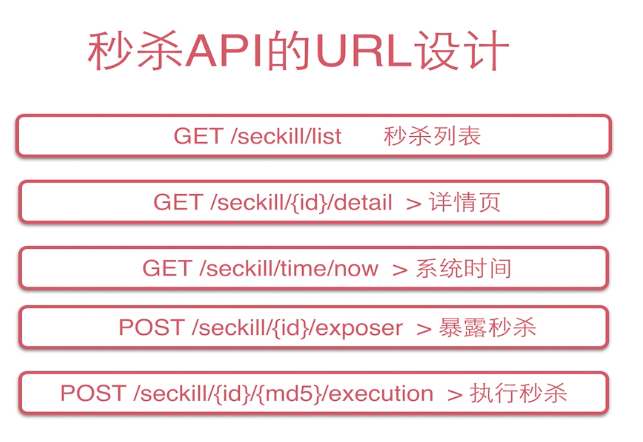 秒杀API的URL设计
GET /seckill/list 秒杀列表
GET /seckill/{id}/detail > 详情页
GET /seckill/time/now > 系统时间
POST /seckill/{id}/exposer > 暴露秒杀
POST /seckill/{id}/{md5}/execution > 执行秒杀